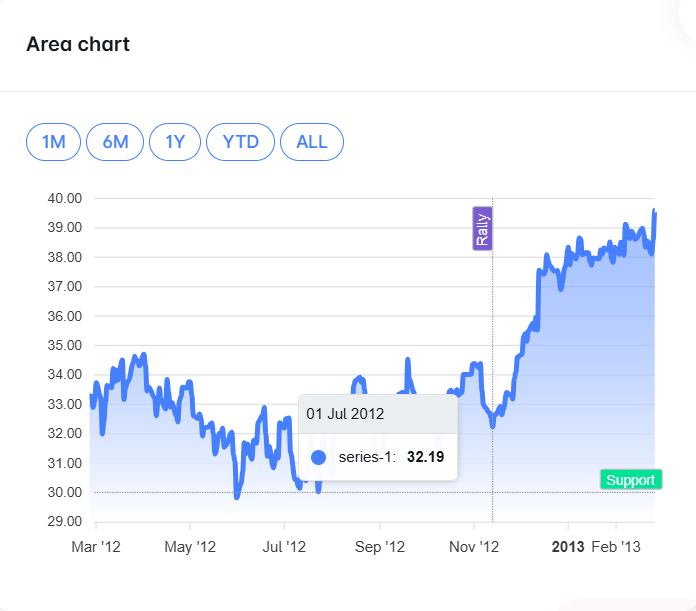 Area chart
1M 6M 1Y YTD ALL
40.00
39.00
38.00
37.00
36.00
35.00
34.00
33.00
32.00
31.00
30.00
29.00
Rally
01 Jul 2012
series-1: 32.19
Support
Mar '12 May '12 Jul '12 Sep '12 Nov '12 2013 Feb '13